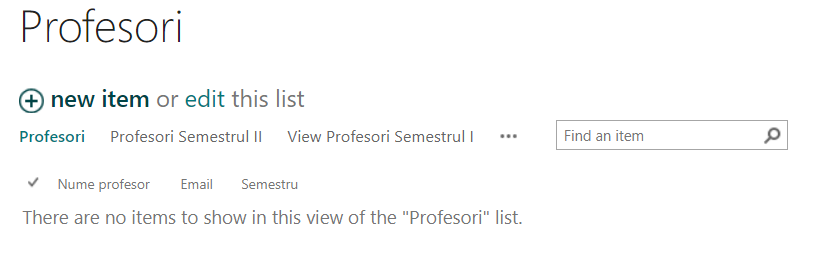 Profesori
new item or edit this list
Profesori Profesori Semestrul II View Profesori Semestrul I ••• Find an item
Nume profesor Email Semestru
There are no items to show in this view of the "Profesori" list.